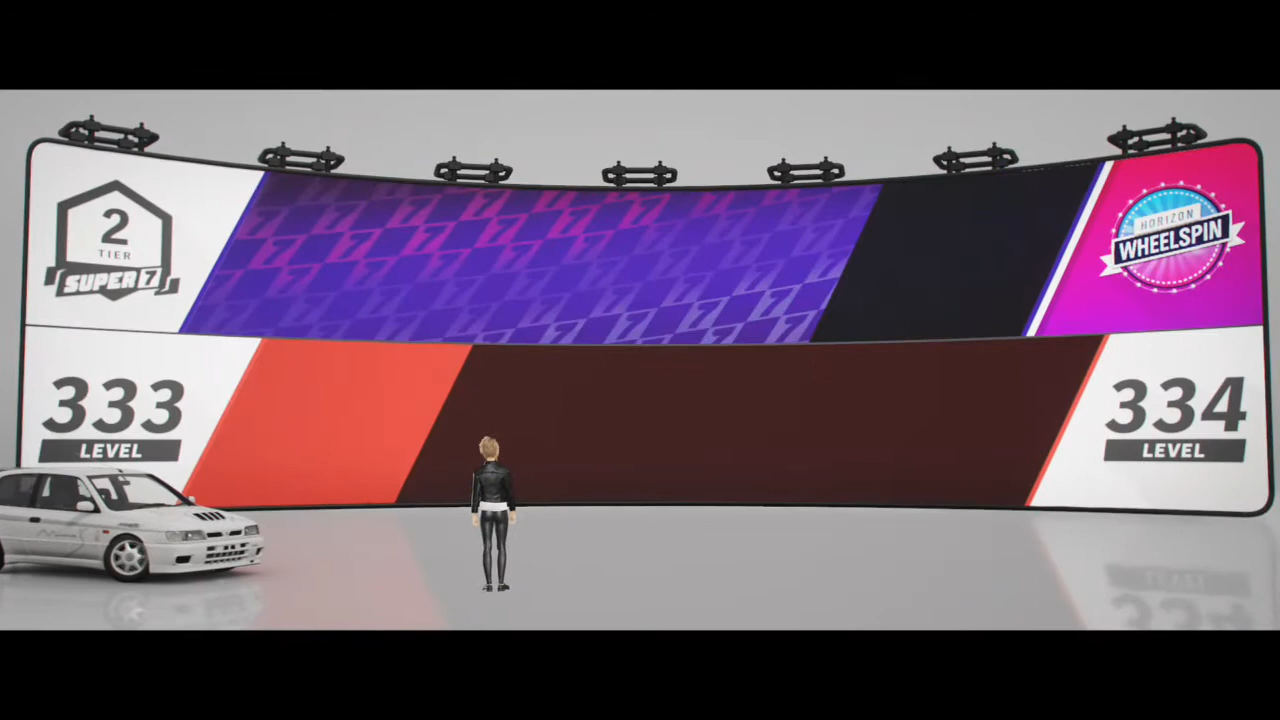 2
TIER
SUPER 7
HORIZON
WHEELSPIN
333
LEVEL
334
LEVEL